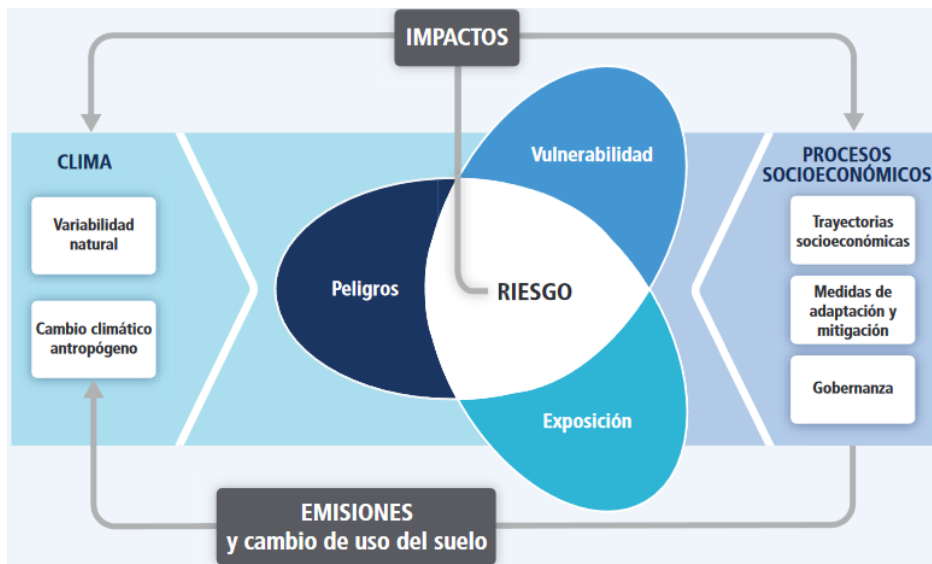 IMPACTOS
CLIMA
Variabilidad
natural
Cambio climático
antropógeno
Peligros
Vulnerabilidad
RIESGO
Exposición
PROCESOS
SOCIOECONÓMICOS
Trayectorias
socioeconómicas
Medidas de
adaptación y
mitigación
Gobernanza
EMISIONES
y cambio de uso del suelo